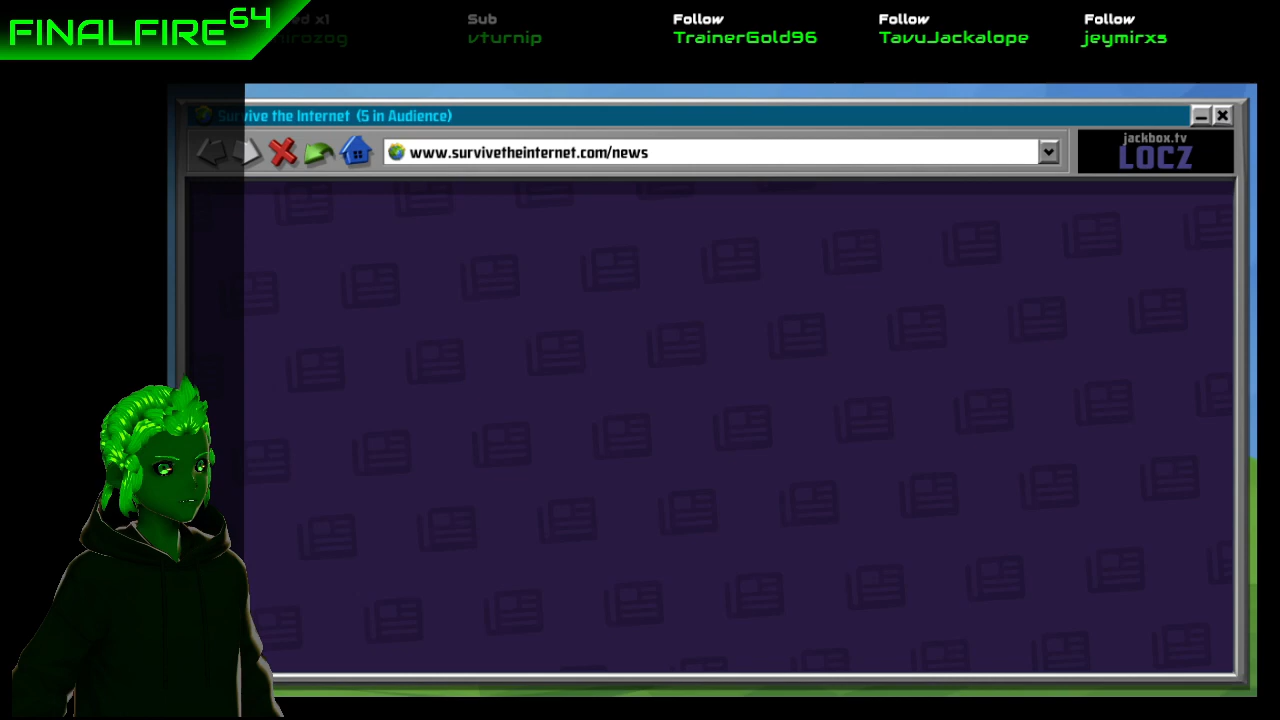 FINALFIRE64
Sub
vturnip
Follow
TrainerGold96
Follow
TavuJackalope
Follow
jeymirxs
Survive the Internet (5 in Audience)
www.survivetheinternet.com/news
jackbox.tv
LOCZ